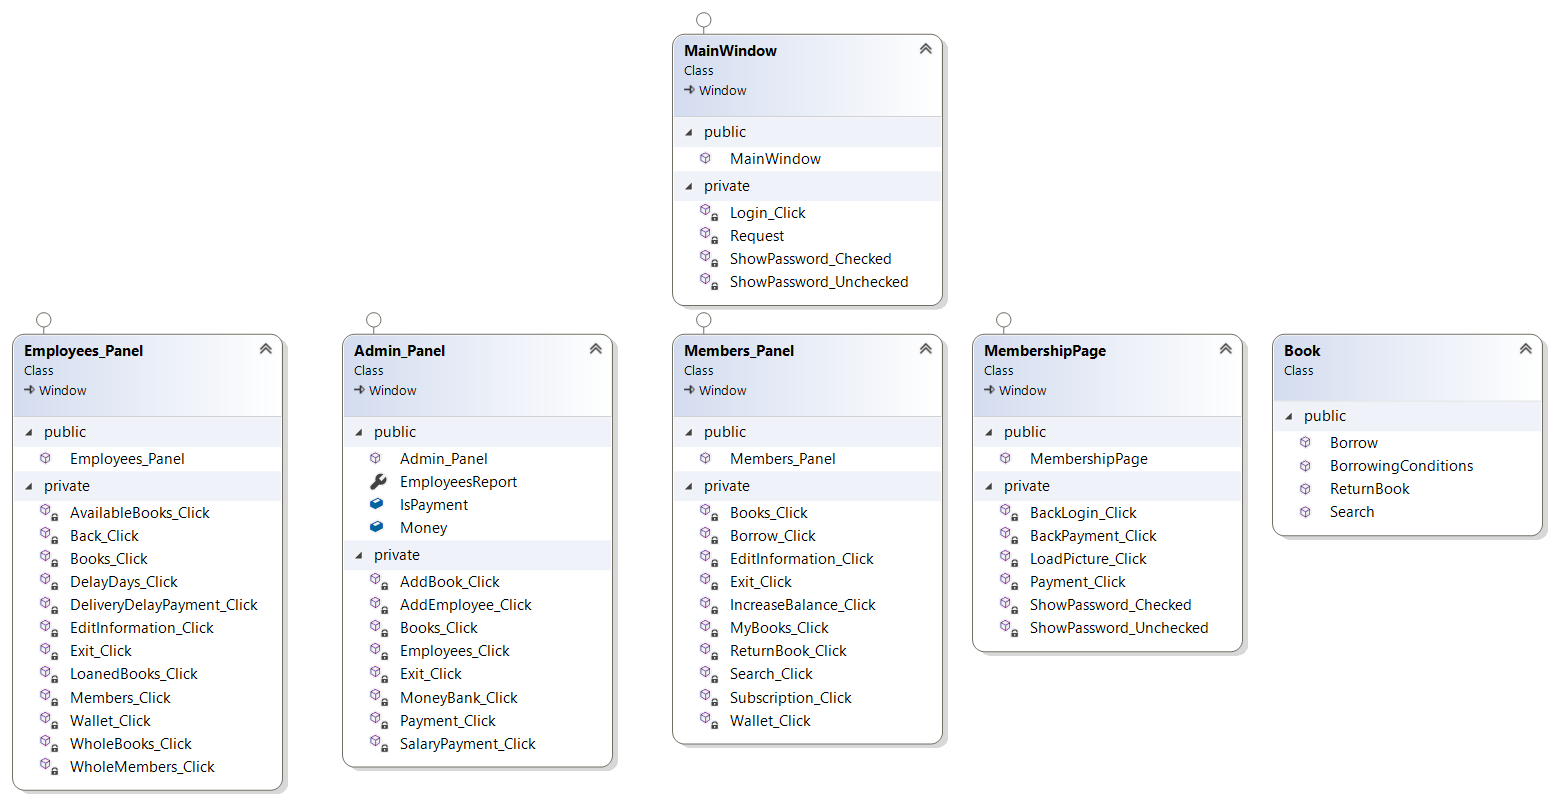 MainWindow
Class
Window
public
MainWindow
private
Login_Click
Request
ShowPassword_Checked
ShowPassword_Unchecked
Employees_Panel
Class
Window
public
Employees_Panel
private
AvailableBooks_Click
Back_Click
Books_Click
DelayDays_Click
DeliveryDelayPayment_Click
EditInformation_Click
Exit_Click
LoanedBooks_Click
Members_Click
Wallet_Click
WholeBooks_Click
WholeMembers_Click
Admin_Panel
Class
Window
public
Admin_Panel
EmployeesReport
IsPayment
Money
private
AddBook_Click
AddEmployee_Click
Books_Click
Employees_Click
Exit_Click
MoneyBank_Click
Payment_Click
SalaryPayment_Click
Members_Panel
Class
Window
public
Members_Panel
private
Books_Click
Borrow_Click
EditInformation_Click
Exit_Click
IncreaseBalance_Click
MyBooks_Click
ReturnBook_Click
Search_Click
Subscription_Click
Wallet_Click
MembershipPage
Class
Window
public
MembershipPage
private
BackLogin_Click
BackPayment_Click
LoadPicture_Click
Payment_Click
ShowPassword_Checked
ShowPassword_Unchecked
Book
Class
public
Borrow
BorrowingConditions
ReturnBook
Search